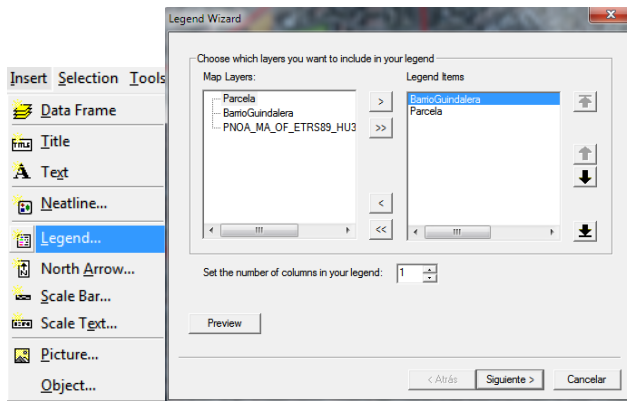 Insert Selection Tools
Data Frame
Title
Text
Neatline...
Legend...
North Arrow...
Scale Bar...
Scale Text...
Picture...
Object...
Legend Wizard
Choose which layers you want to include in your legend
Map Layers:
Parcela
BarrioGuindalera
PNOA_MA_OF_ETRS89_HU3
>
>>
<
<<
Legend Items
BarrioGuindalera
Parcela
Set the number of columns in your legend: 1
Preview
< Atrás Siguiente > Cancelar